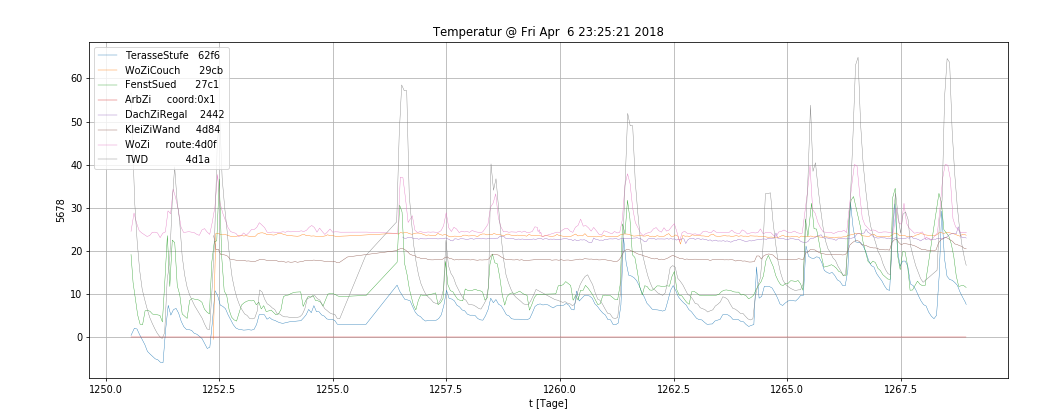 Temperatur @ Fri Apr  6 23:25:21 2018
TerasseStufe   62f6
WoZiCouch      29cb
FenstSued      27c1
ArbZi     coord:0x1
DachZiRegal    2442
KleiZiWand     4d84
WoZi     route:4d0f
TWD            4d1a
60
50
40
30
20
10
0
5678
1250.0 1252.5 1255.0 1257.5 1260.0 1262.5 1265.0 1267.5
t [Tage]